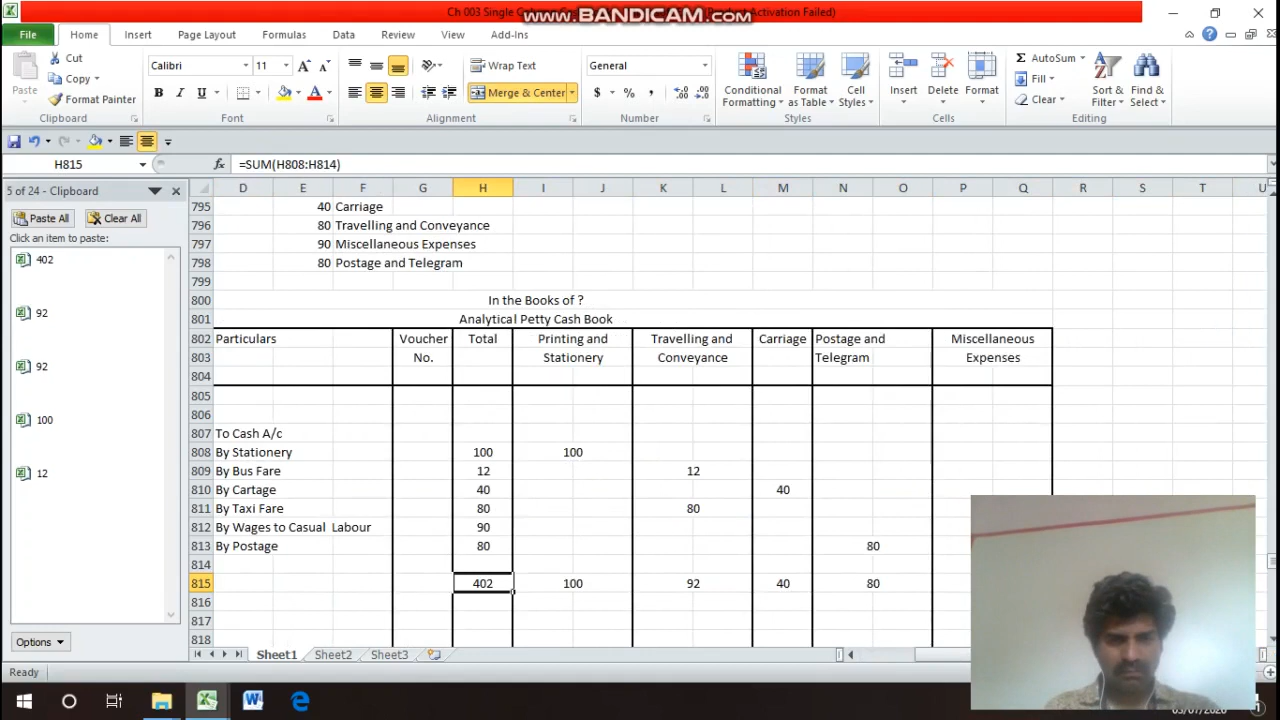 Ch 003 Single
www.BANDICAM.com
Product Activation Failed)
File Home Insert Page Layout Formulas Data Review View Add-Ins
Paste
Cut
Copy
Format Painter
Clipboard
Calibri 11
B I U
Font
Wrap Text
Merge & Center
Alignment
General
$ % ,
Number
Conditional Formatting
Format as Table
Cell Styles
Styles
Insert Delete Format
Cells
Σ AutoSum
Fill
Clear
Sort & Filter
Find & Select
Editing
H815 fx =SUM(H808:H814)
5 of 24 - Clipboard
Paste All Clear All
Click an item to paste:
402
92
92
100
12
Options
D E F G H I J K L M N O P Q R S T U
795 40 Carriage
796 80 Travelling and Conveyance
797 90 Miscellaneous Expenses
798 80 Postage and Telegram
799
800 In the Books of ?
801 Analytical Petty Cash Book
802 Particulars Voucher Total Printing and Travelling and Carriage Postage and Miscellaneous
803 No. Stationery Conveyance Telegram Expenses
804
805
806
807 To Cash A/c
808 By Stationery 100 100
809 By Bus Fare 12 12
810 By Cartage 40 40
811 By Taxi Fare 80 80
812 By Wages to Casual Labour 90
813 By Postage 80 80
814
815 402 100 92 40 80
816
817
818
Sheet1 Sheet2 Sheet3
Ready